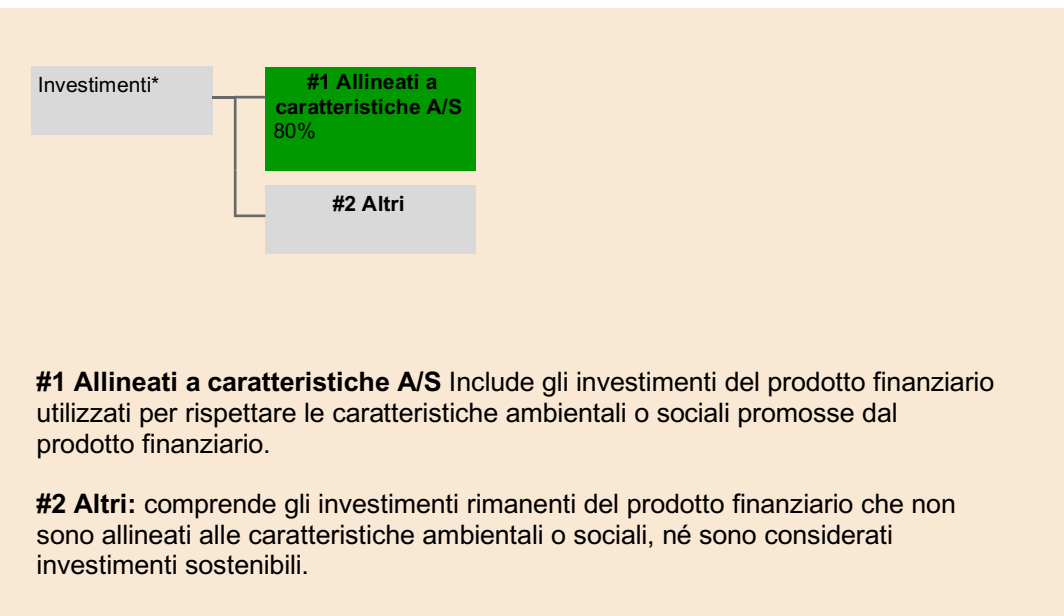 Investimenti*
#1 Allineati a
caratteristiche A/S
80%
#2 Altri
#1 Allineati a caratteristiche A/S Include gli investimenti del prodotto finanziario
utilizzati per rispettare le caratteristiche ambientali o sociali promosse dal
prodotto finanziario.
#2 Altri: comprende gli investimenti rimanenti del prodotto finanziario che non
sono allineati alle caratteristiche ambientali o sociali, né sono considerati
investimenti sostenibili.